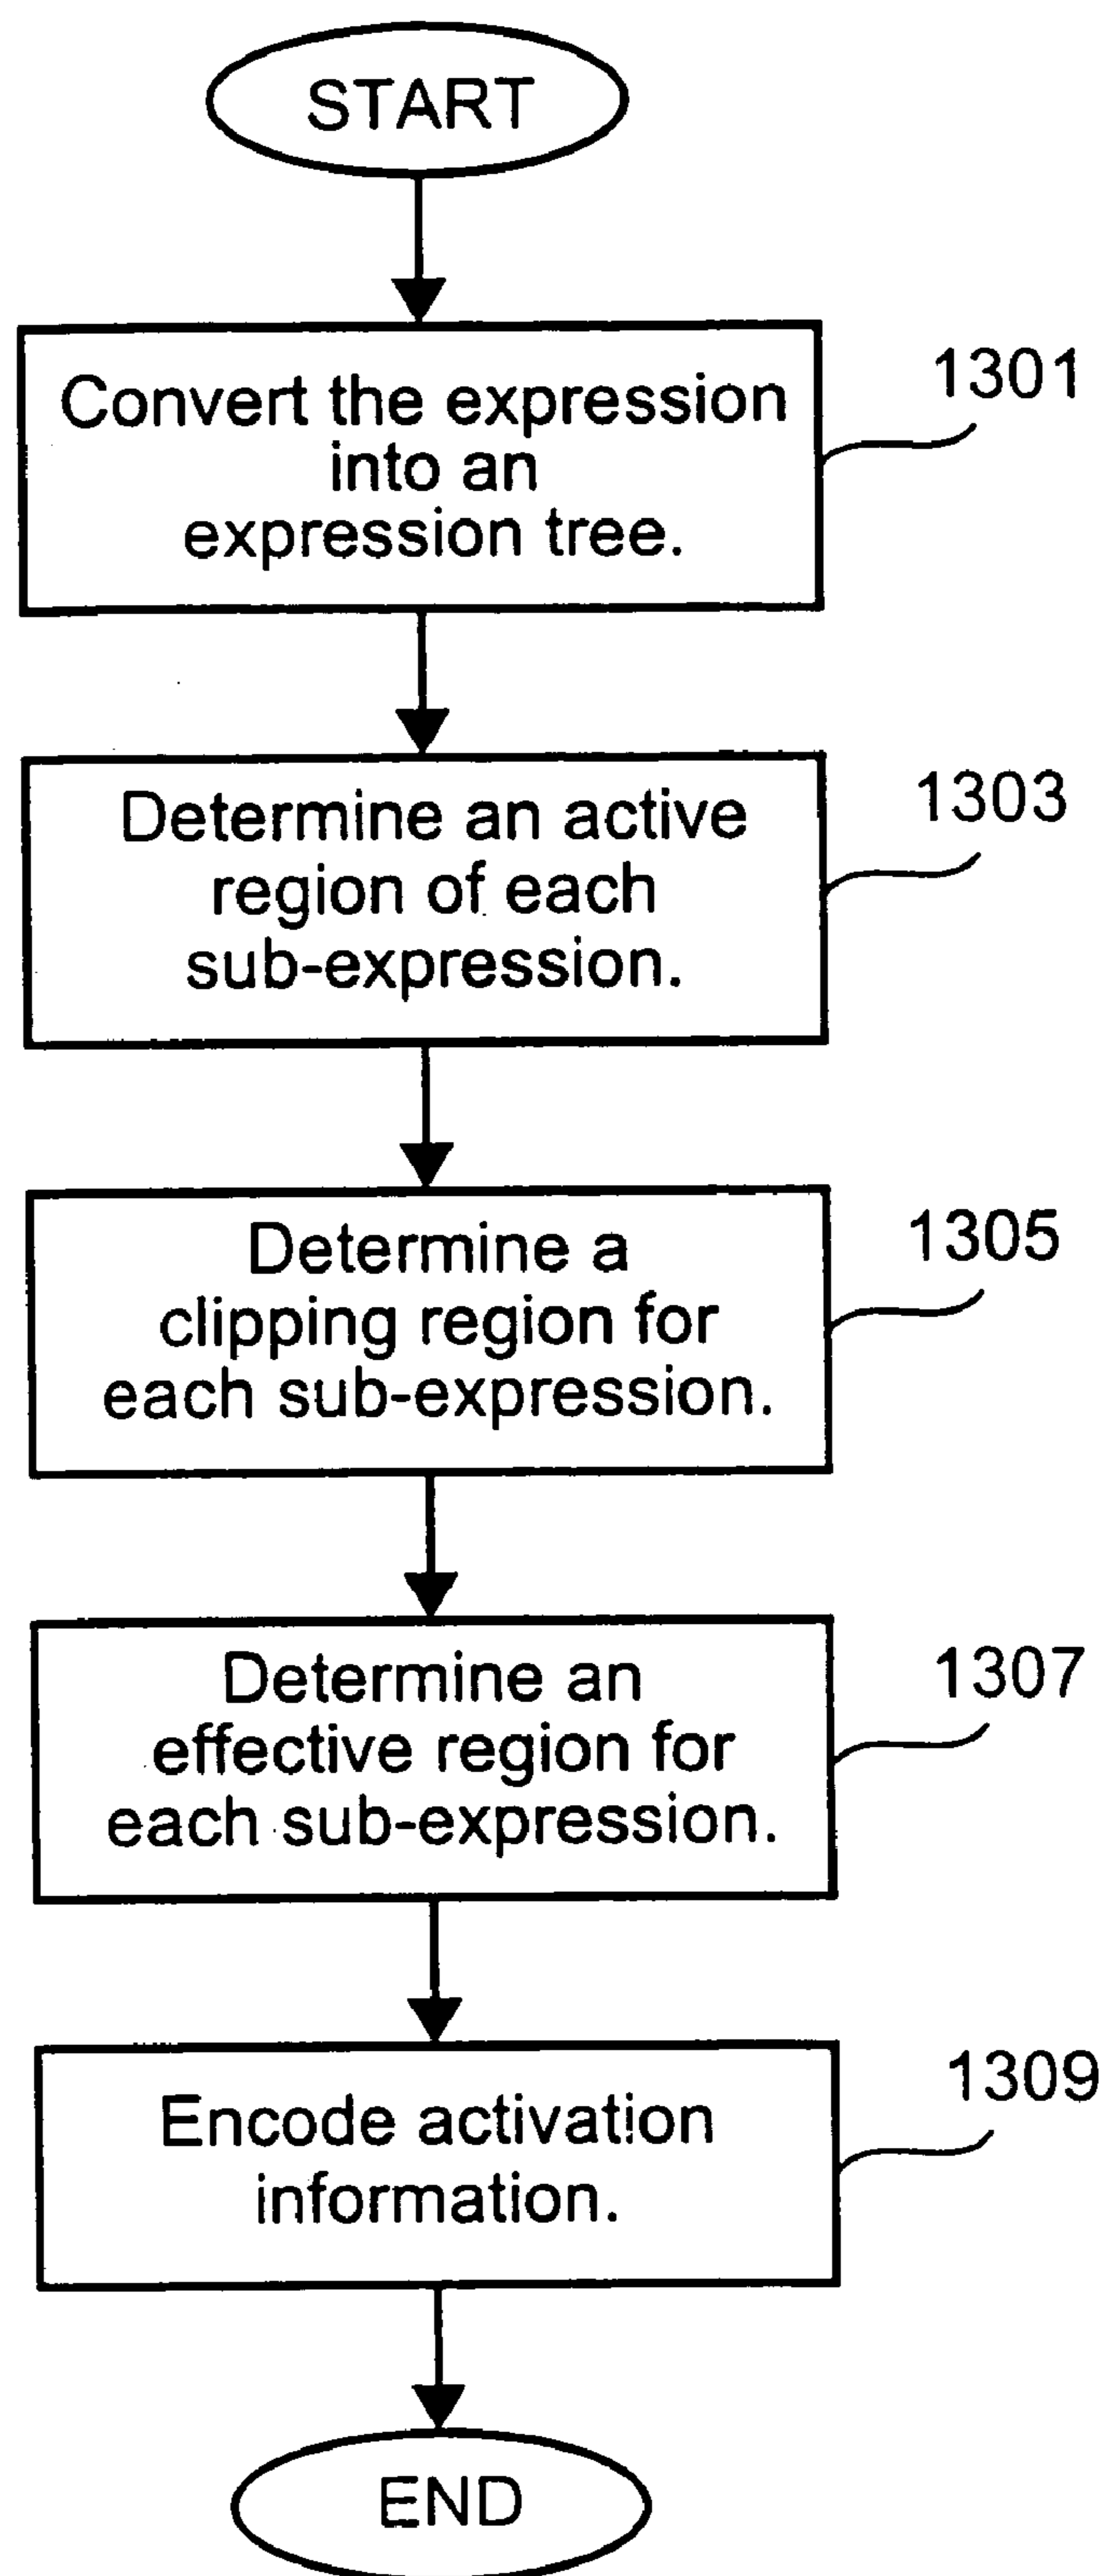 START
Convert the expression
into an
expression tree.
1301
Determine an active
region of each
sub-expression.
1303
Determine a
clipping region for
each sub-expression.
1305
Determine an
effective region for
each sub-expression.
1307
Encode activation
information.
1309
END